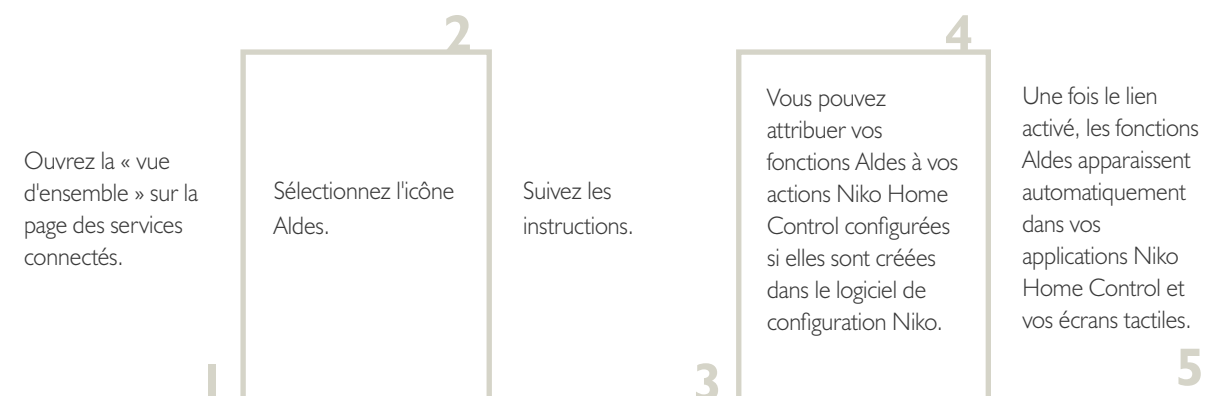 Ouvrez la « vue
d'ensemble » sur la
page des services
connectés.
1
2
Sélectionnez l'icône
Aldes.
Suivez les
instructions.
3
4
Vous pouvez
attribuer vos
fonctions Aldes à vos
actions Niko Home
Control configurées
si elles sont créées
dans le logiciel de
configuration Niko.
Une fois le lien
activé, les fonctions
Aldes apparaissent
automatiquement
dans vos
applications Niko
Home Control et
vos écrans tactiles.
5